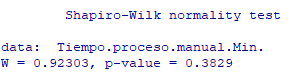 Shapiro-Wilk normality test
data:  Tiempo.proceso.manual.Min.
W = 0.92303, p-value = 0.3829